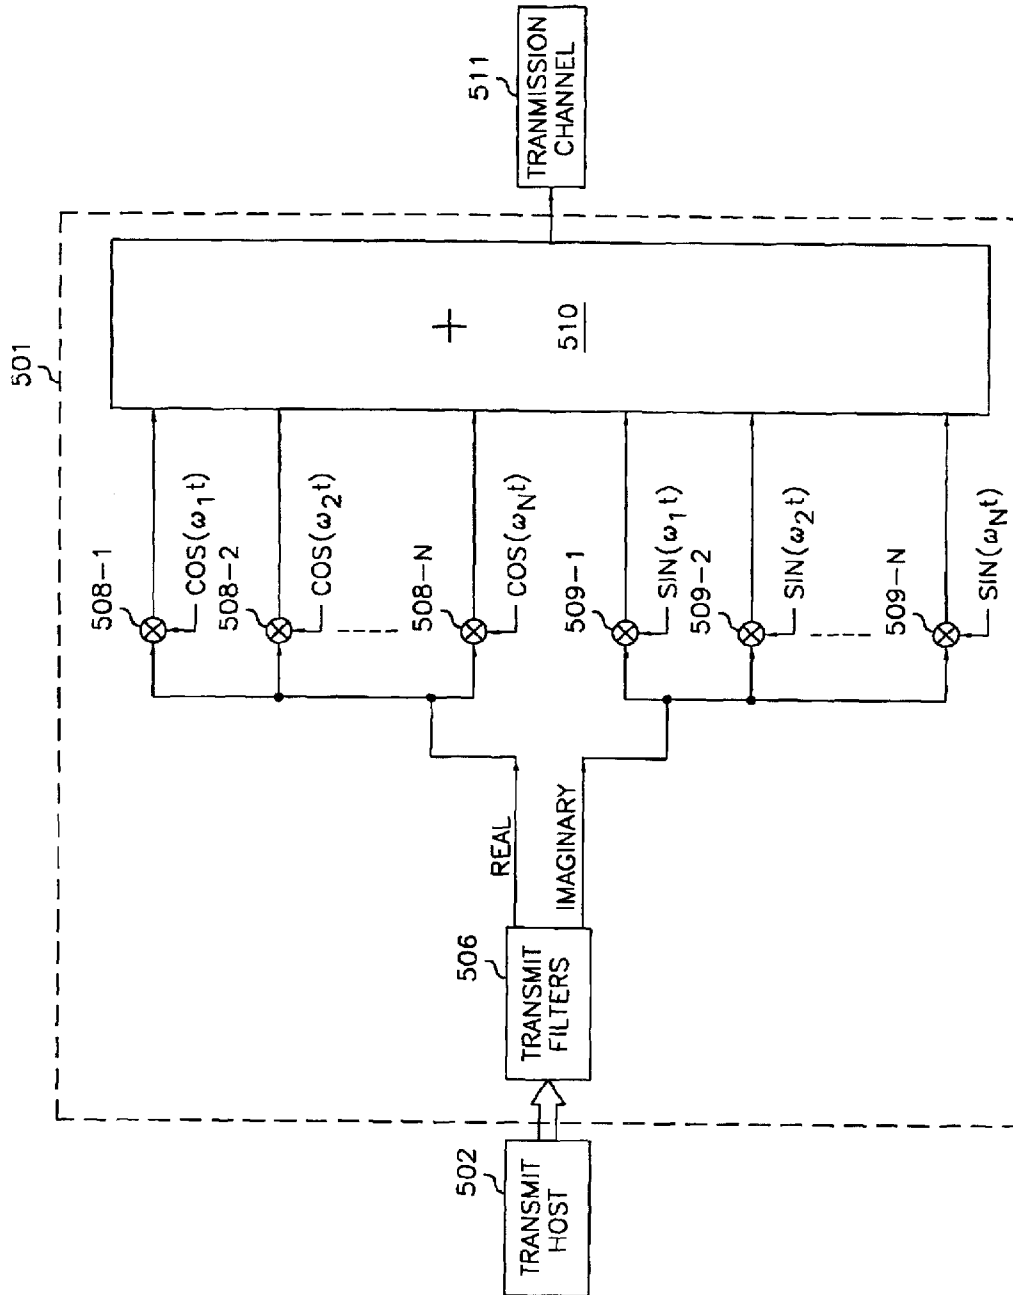 501
508-1
COS(ω1t)
508-2
COS(ω2t)
508-N
COS(ωNt)
509-1
SIN(ω1t)
509-2
SIN(ω2t)
509-N
SIN(ωNt)
+
510
511
TRANMISSION
CHANNEL
REAL
IMAGINARY
506
TRANSMIT
FILTERS
502
TRANSMIT
HOST